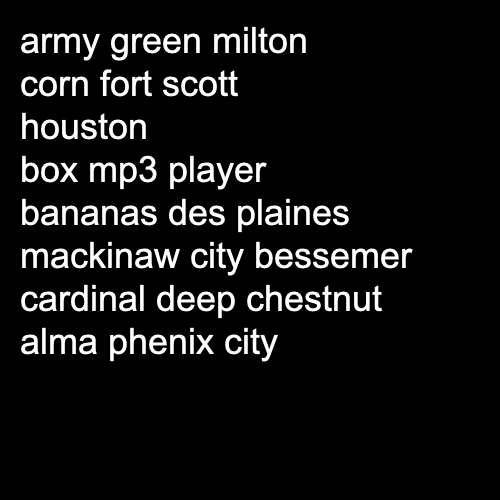 army green milton
corn fort scott
houston
box mp3 player
bananas des plaines
mackinaw city bessemer
cardinal deep chestnut
alma phenix city